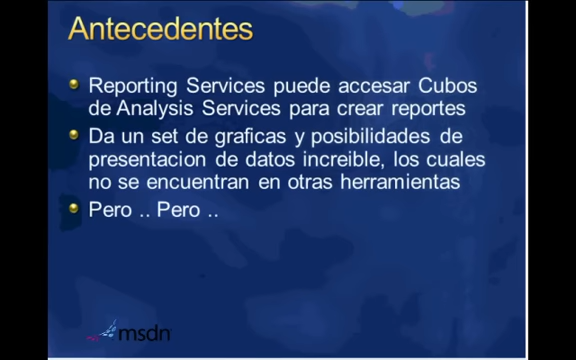 Antecedentes
Reporting Services puede accesar Cubos
de Analysis Services para crear reportes
Da un set de graficas y posibilidades de
presentacion de datos increible, los cuales
no se encuentran en otras herramientas
Pero .. Pero ..
msdn